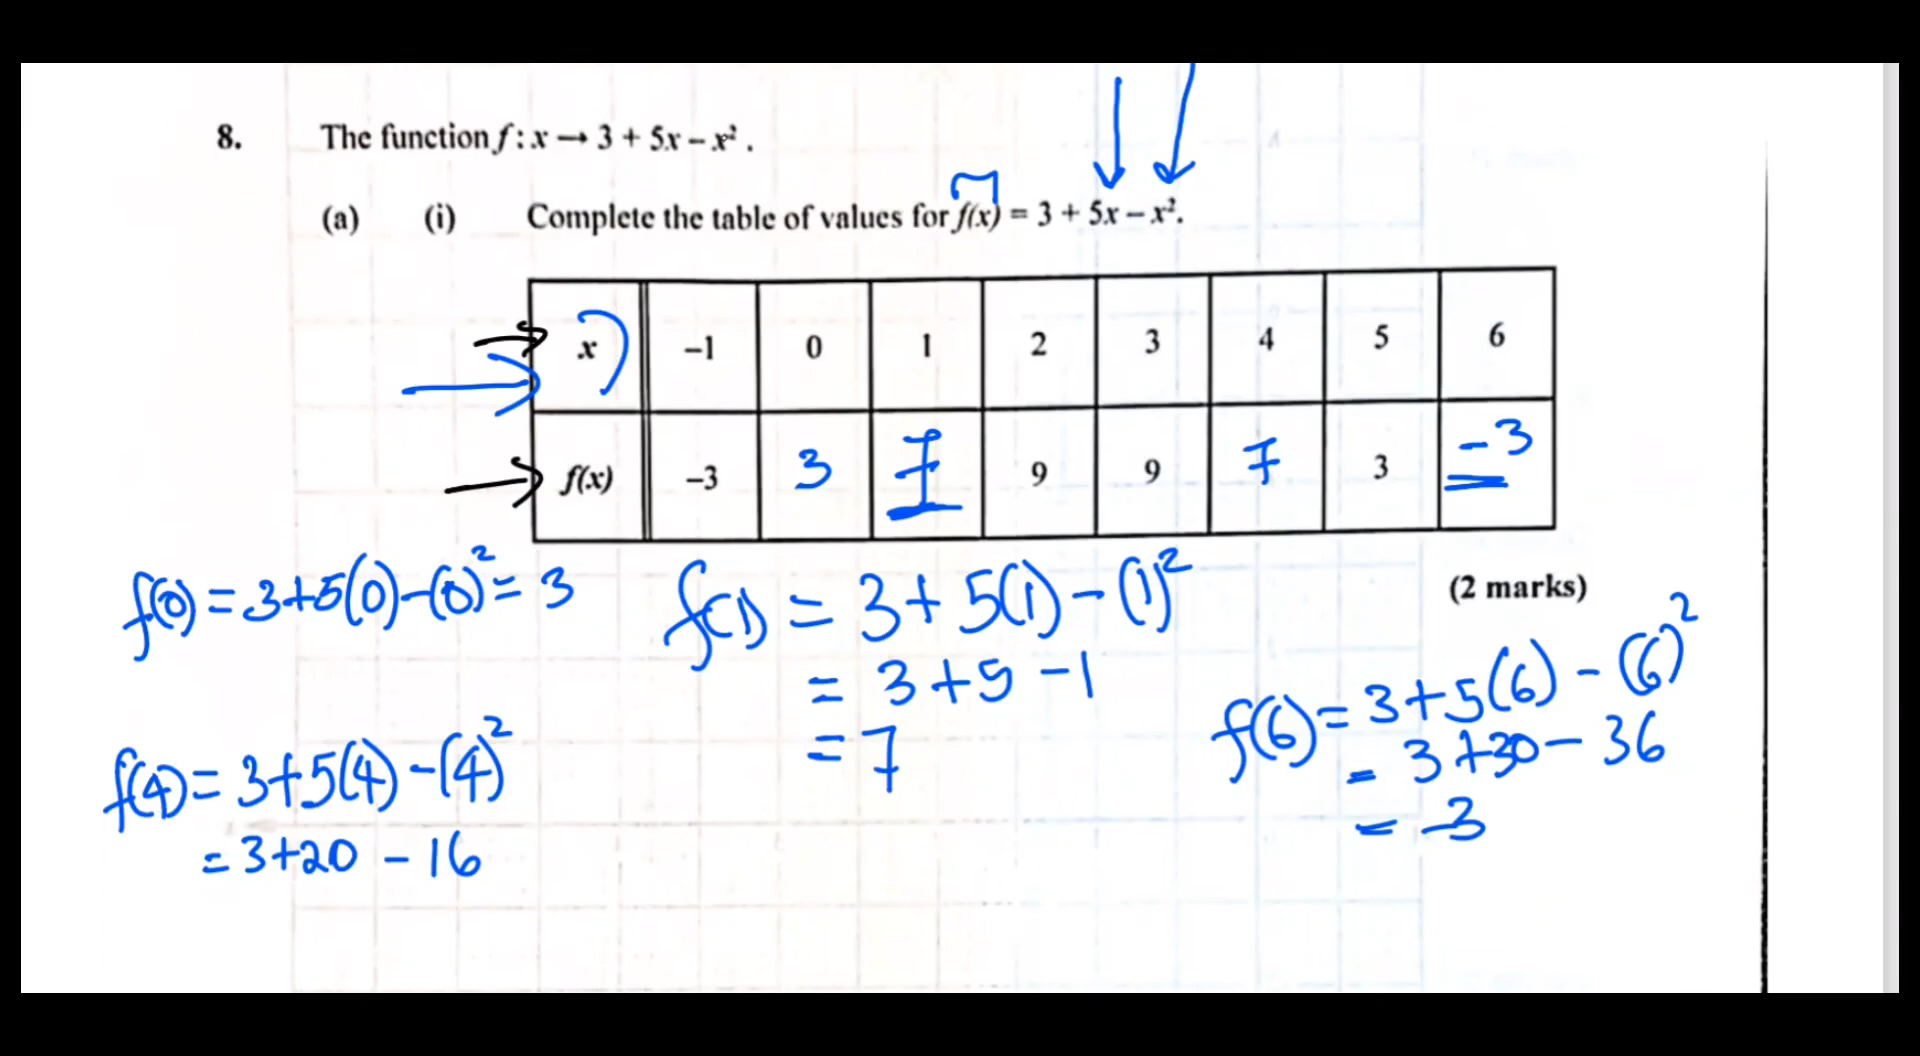 8. The function f : x → 3 + 5x – x².
(a) (i) Complete the table of values for f(x) = 3 + 5x – x².
x –1 0 1 2 3 4 5 6
f(x) –3 3 7 9 9 7 3 –3
(2 marks)
f(0) = 3+5(0)–(0)² = 3
f(1) = 3 + 5(1) – (1)²
= 3 + 5 – 1
= 7
f(4) = 3+5(4) –(4)²
= 3+20 – 16
f(6) = 3+5(6) – (6)²
= 3 +30 – 36
= –3